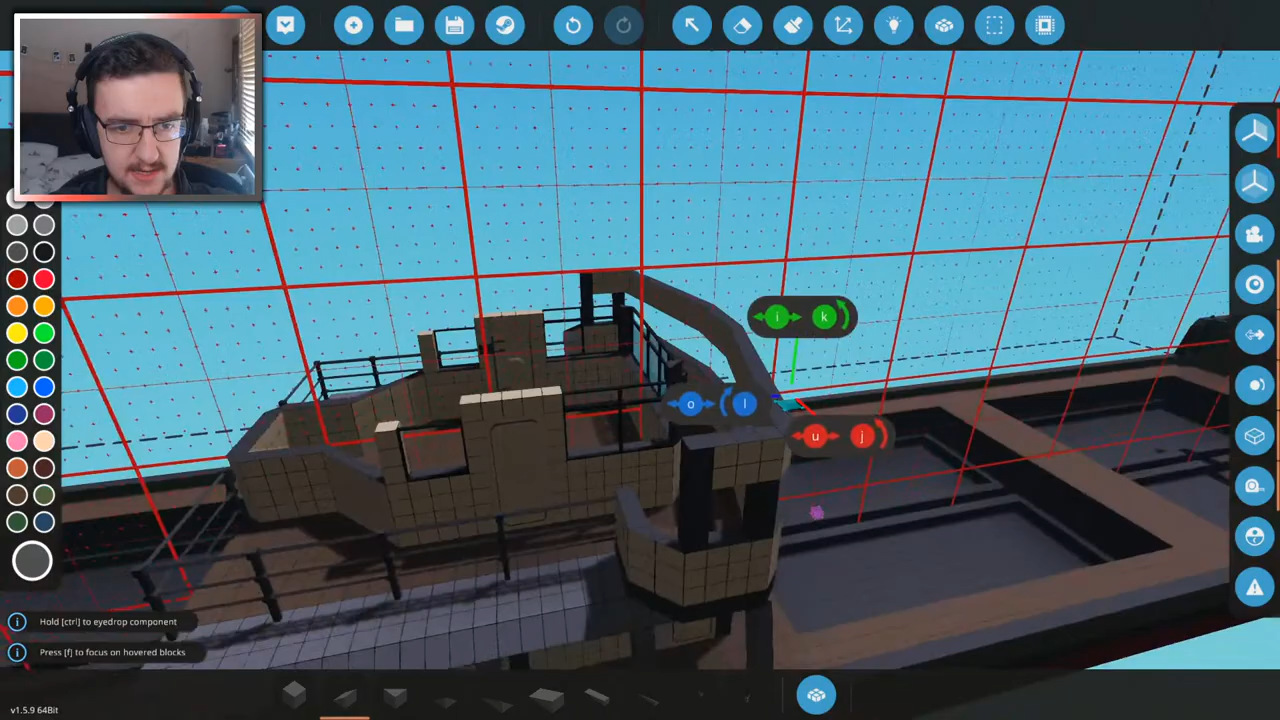 i k
o l
u j
Hold [ctrl] to eyedrop component
Press [f] to focus on hovered blocks
v1.5.9 64Bit